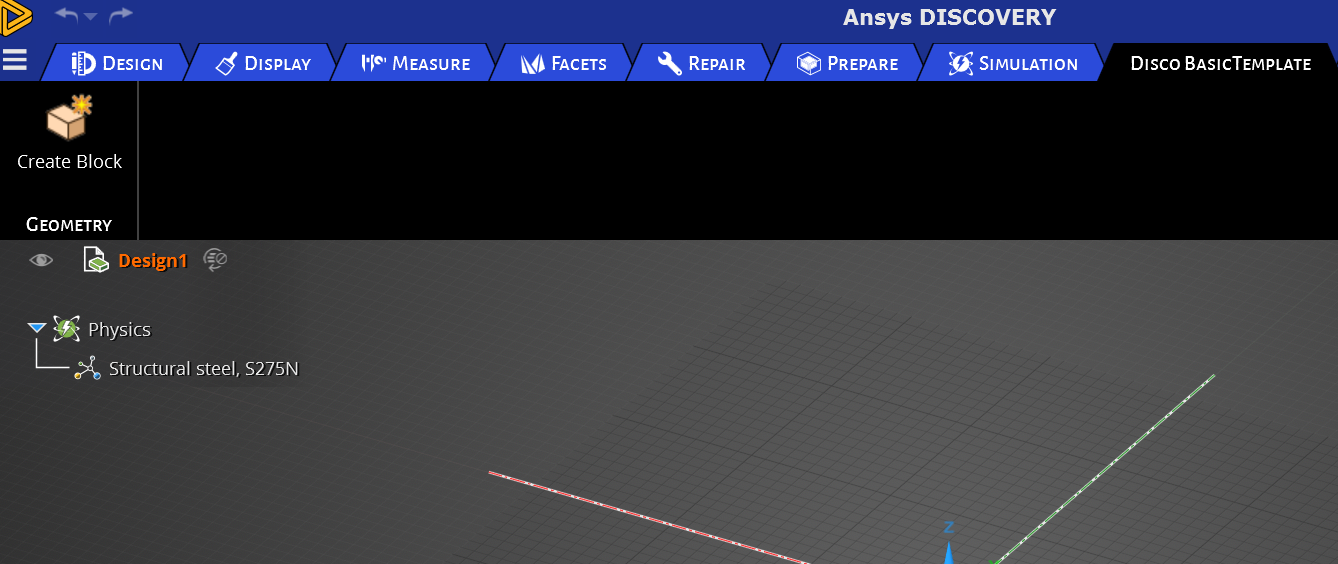 Ansys DISCOVERY
Design Display Measure Facets Repair Prepare Simulation Disco BasicTemplate
Create Block
Geometry
Design1
Physics
Structural steel, S275N
Z